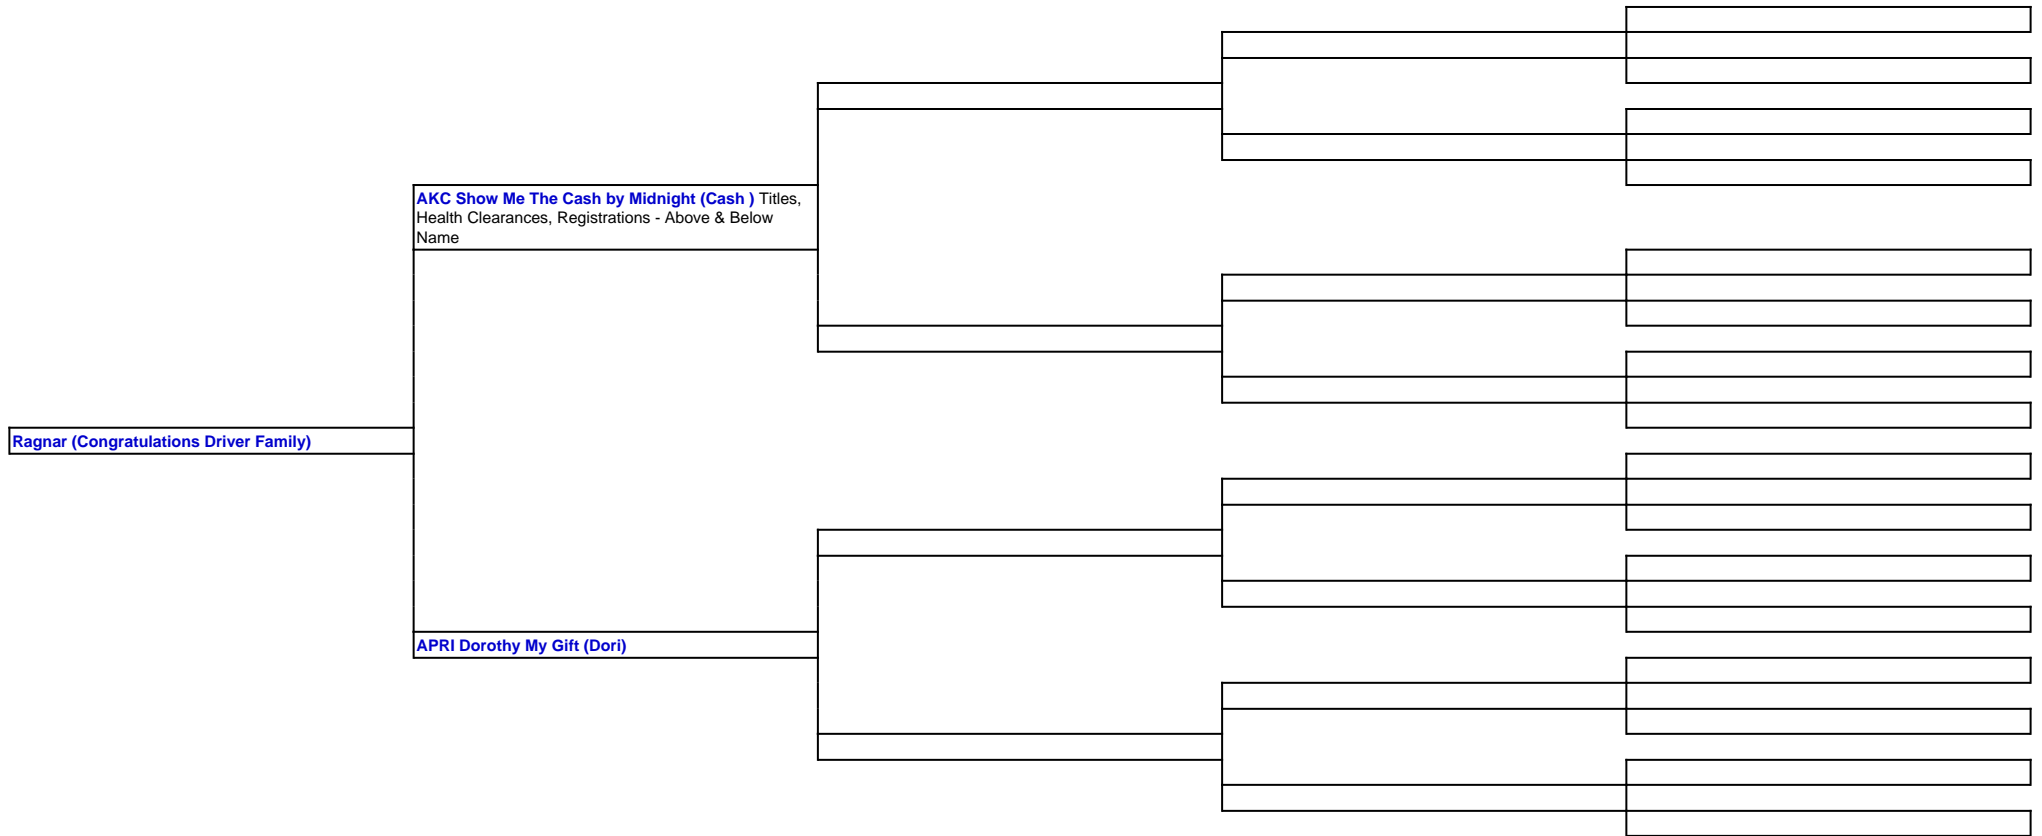 AKC Show Me The Cash by Midnight (Cash ) Titles,
Health Clearances, Registrations - Above & Below
Name
Ragnar (Congratulations Driver Family)
APRI Dorothy My Gift (Dori)